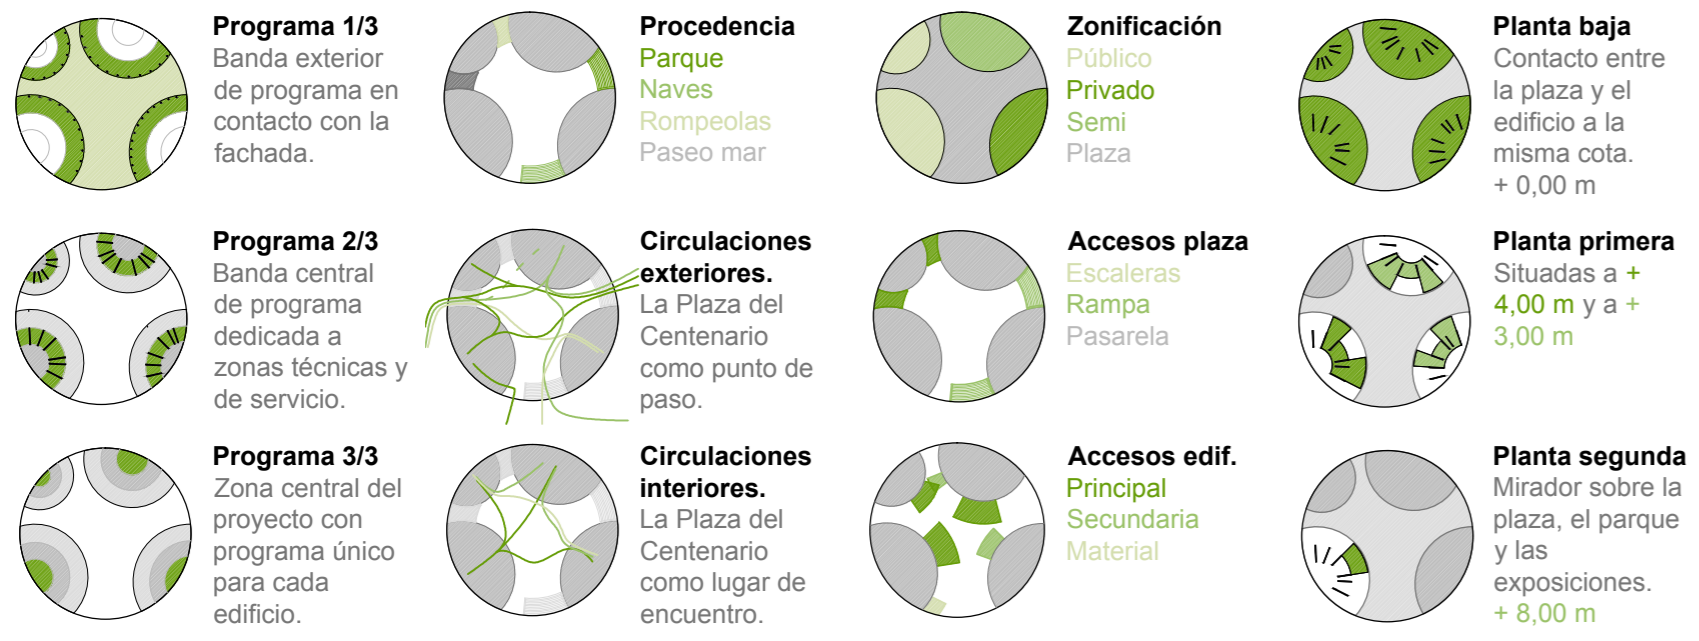 Programa 1/3
Banda exterior
de programa en
contacto con la
fachada.
Procedencia
Parque
Naves
Rompeolas
Paseo mar
Zonificación
Público
Privado
Semi
Plaza
Planta baja
Contacto entre
la plaza y el
edificio a la
misma cota.
+ 0,00 m
Programa 2/3
Banda central
de programa
dedicada a
zonas técnicas y
de servicio.
Circulaciones
exteriores.
La Plaza del
Centenario
como punto de
paso.
Accesos plaza
Escaleras
Rampa
Pasarela
Planta primera
Situadas a +
4,00 m y a +
3,00 m
Programa 3/3
Zona central del
proyecto con
programa único
para cada
edificio.
Circulaciones
interiores.
La Plaza del
Centenario
como lugar de
encuentro.
Accesos edif.
Principal
Secundaria
Material
Planta segunda
Mirador sobre la
plaza, el parque
y las
exposiciones.
+ 8,00 m